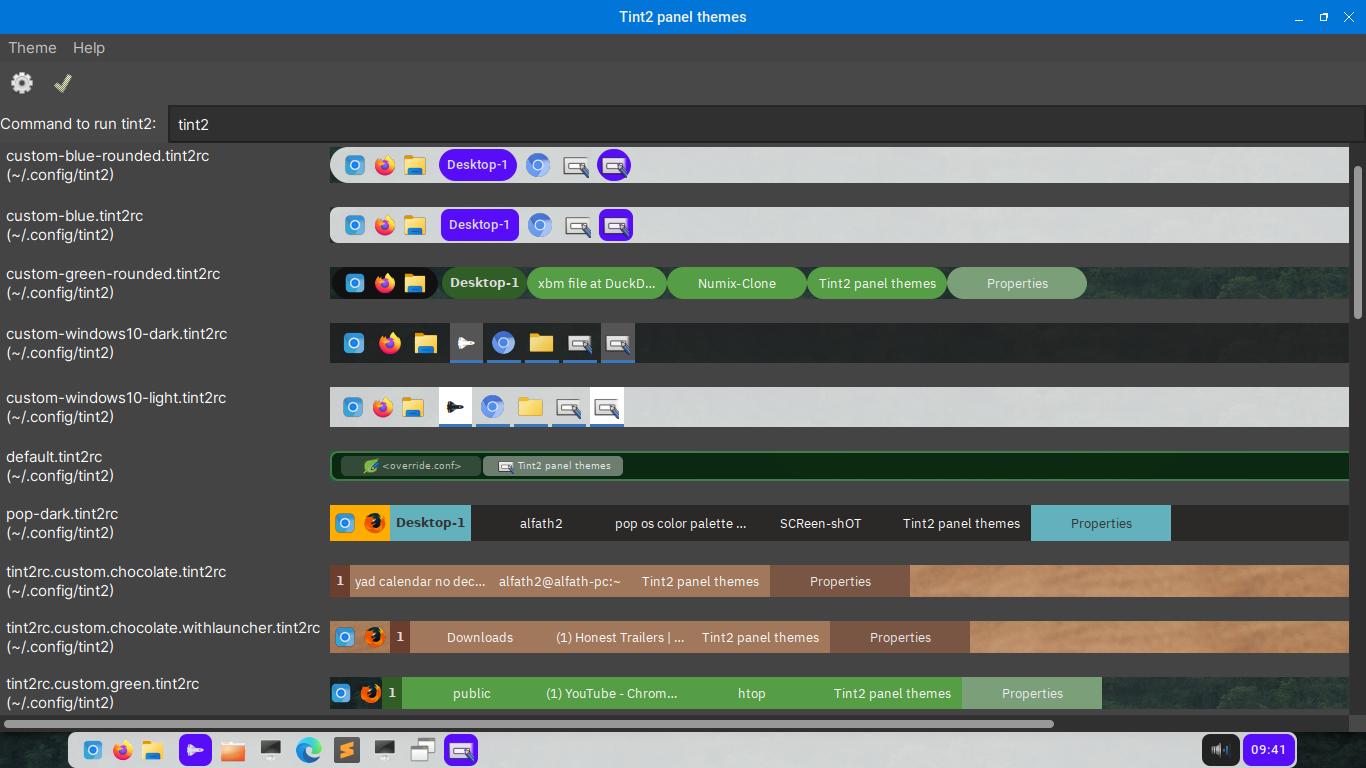 Tint2 panel themes
Theme Help
Command to run tint2: tint2
custom-blue-rounded.tint2rc
(~/.config/tint2)
Desktop-1
custom-blue.tint2rc
(~/.config/tint2)
Desktop-1
custom-green-rounded.tint2rc
(~/.config/tint2)
Desktop-1 xbm file at DuckD... Numix-Clone Tint2 panel themes Properties
custom-windows10-dark.tint2rc
(~/.config/tint2)
custom-windows10-light.tint2rc
(~/.config/tint2)
default.tint2rc
(~/.config/tint2)
<override.conf> Tint2 panel themes
pop-dark.tint2rc
(~/.config/tint2)
Desktop-1 alfath2 pop os color palette ... SCReen-shOT Tint2 panel themes Properties
tint2rc.custom.chocolate.tint2rc
(~/.config/tint2)
1 yad calendar no dec... alfath2@alfath-pc:~ Tint2 panel themes Properties
tint2rc.custom.chocolate.withlauncher.tint2rc
(~/.config/tint2)
1 Downloads (1) Honest Trailers | ... Tint2 panel themes Properties
tint2rc.custom.green.tint2rc
(~/.config/tint2)
1 public (1) YouTube - Chrom... htop Tint2 panel themes Properties
09:41